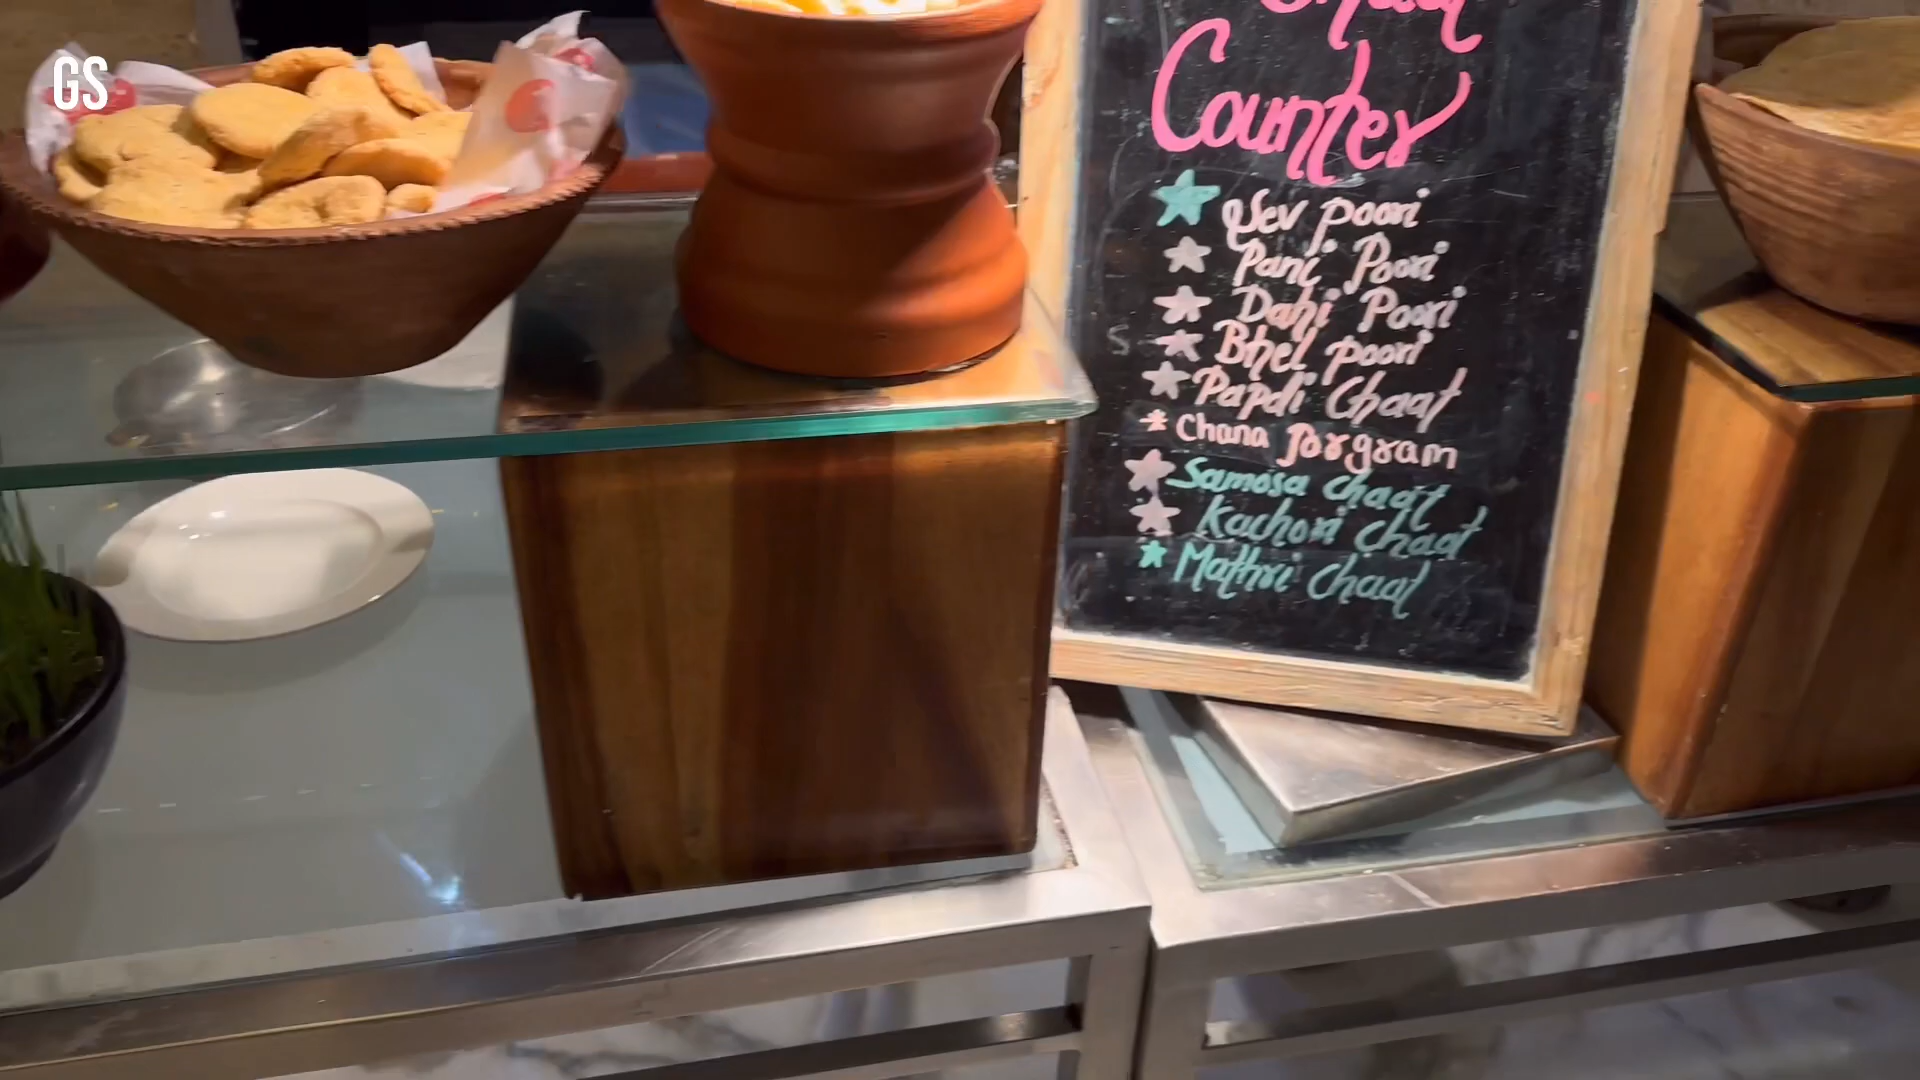 GS
Counter
Sev poori
Pani Poori
Dahi Poori
Bhel poori
Papdi Chaat
Chana Jorgram
Samosa chaat
Kachori chaat
Mathri chaat